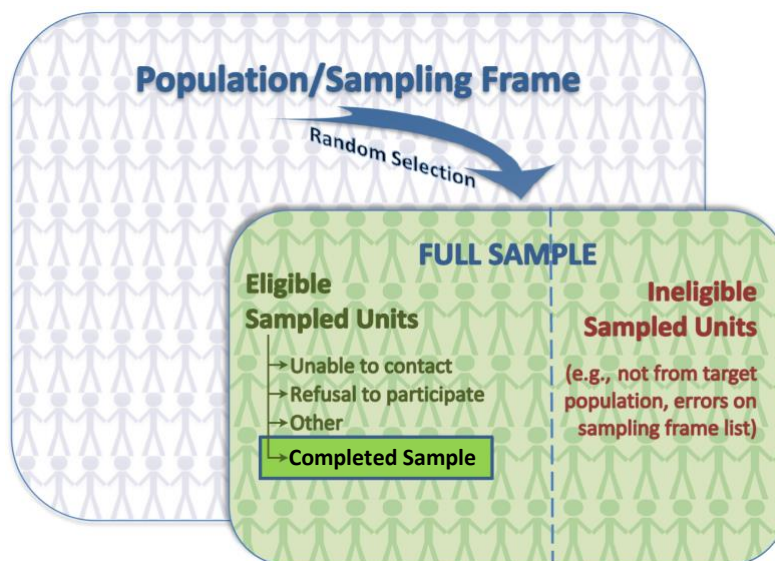 Population/Sampling Frame
Random Selection
FULL SAMPLE
Eligible
Sampled Units
→Unable to contact
→Refusal to participate
→Other
→Completed Sample
Ineligible
Sampled Units
(e.g., not from target
population, errors on
sampling frame list)